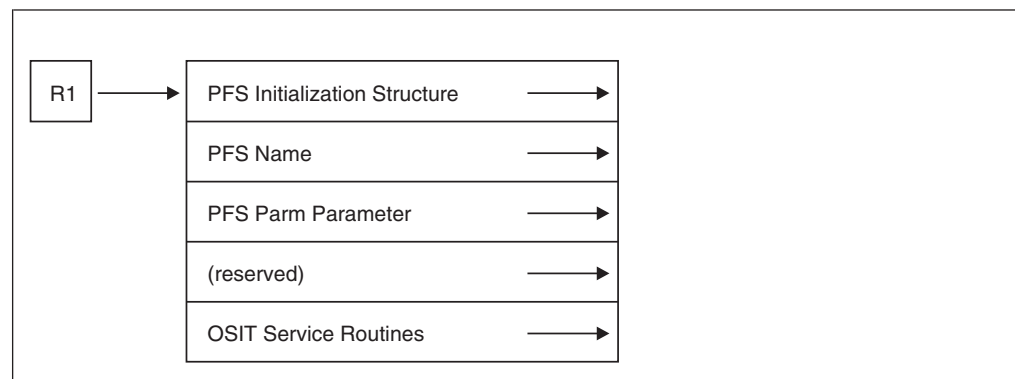 R1
PFS Initialization Structure
PFS Name
PFS Parm Parameter
(reserved)
OSIT Service Routines